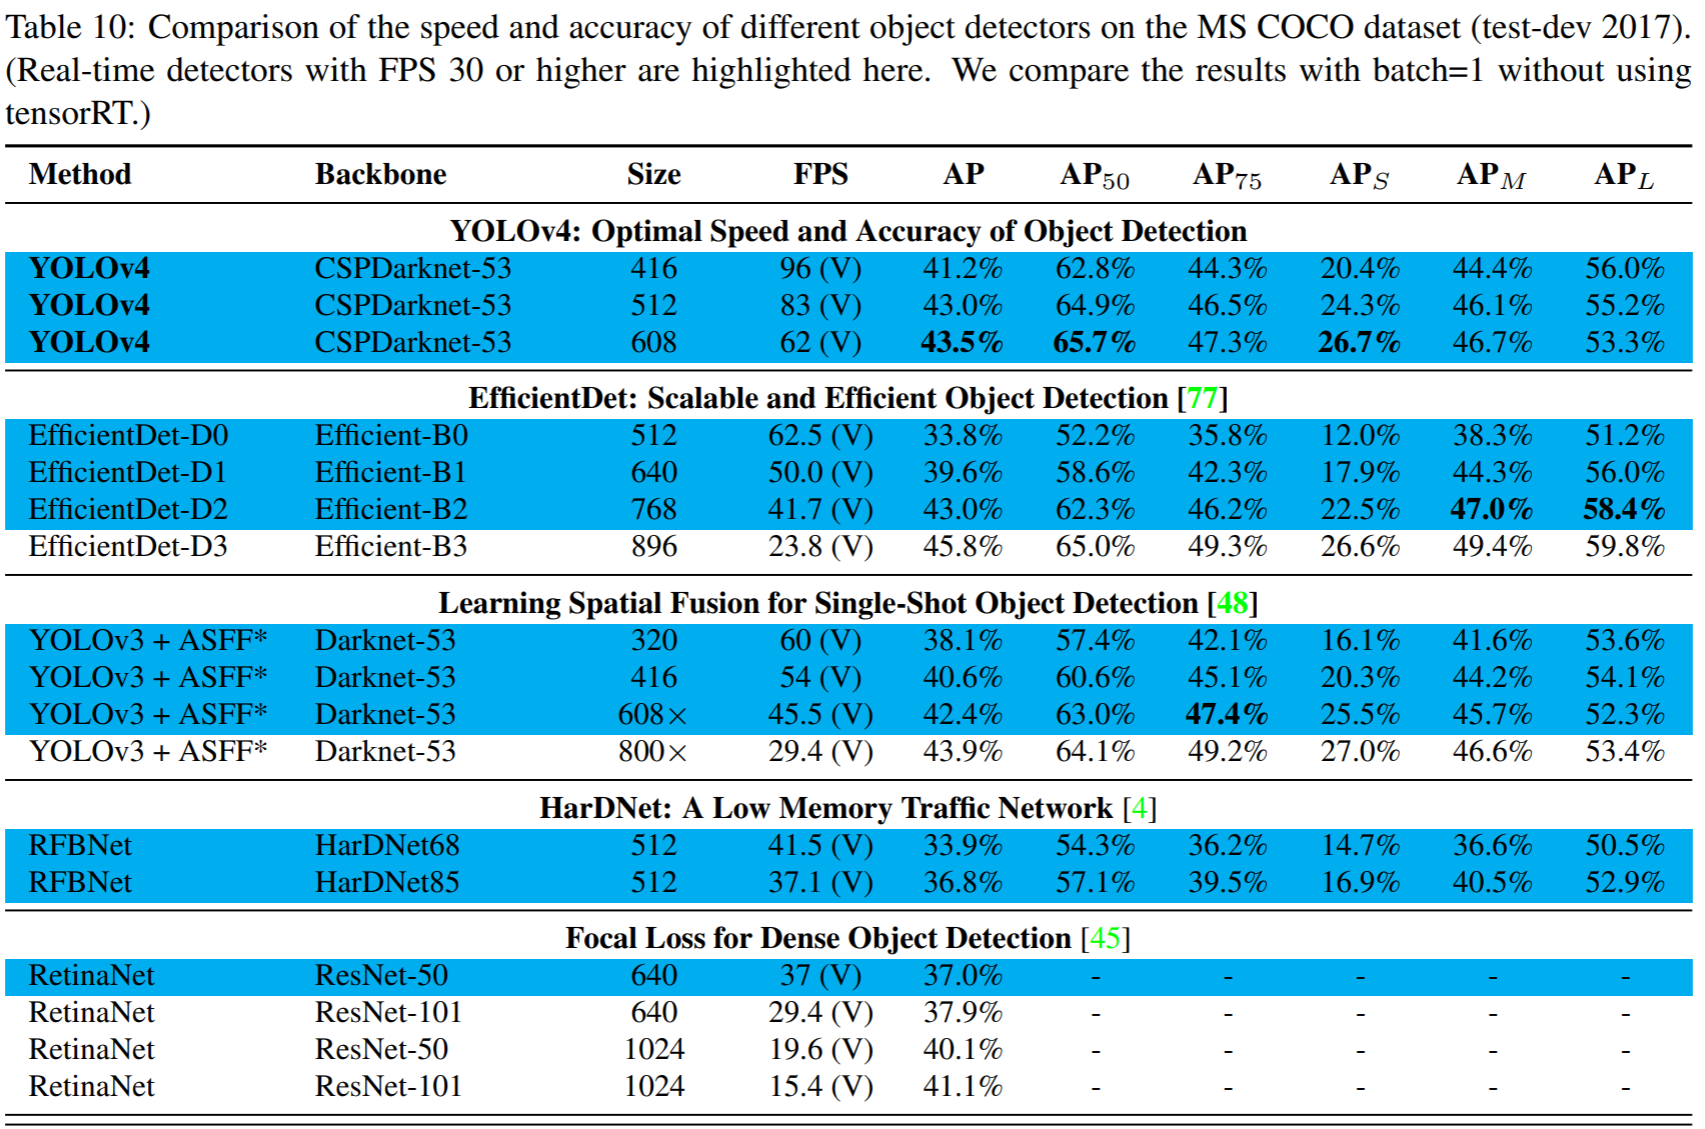 Table 10: Comparison of the speed and accuracy of different object detectors on the MS COCO dataset (test-dev 2017).
(Real-time detectors with FPS 30 or higher are highlighted here. We compare the results with batch=1 without using
tensorRT.)
Method Backbone Size FPS AP AP50 AP75 APS APM APL
YOLOv4: Optimal Speed and Accuracy of Object Detection
YOLOv4 CSPDarknet-53 416 96 (V) 41.2% 62.8% 44.3% 20.4% 44.4% 56.0%
YOLOv4 CSPDarknet-53 512 83 (V) 43.0% 64.9% 46.5% 24.3% 46.1% 55.2%
YOLOv4 CSPDarknet-53 608 62 (V) 43.5% 65.7% 47.3% 26.7% 46.7% 53.3%
EfficientDet: Scalable and Efficient Object Detection [77]
EfficientDet-D0 Efficient-B0 512 62.5 (V) 33.8% 52.2% 35.8% 12.0% 38.3% 51.2%
EfficientDet-D1 Efficient-B1 640 50.0 (V) 39.6% 58.6% 42.3% 17.9% 44.3% 56.0%
EfficientDet-D2 Efficient-B2 768 41.7 (V) 43.0% 62.3% 46.2% 22.5% 47.0% 58.4%
EfficientDet-D3 Efficient-B3 896 23.8 (V) 45.8% 65.0% 49.3% 26.6% 49.4% 59.8%
Learning Spatial Fusion for Single-Shot Object Detection [48]
YOLOv3 + ASFF* Darknet-53 320 60 (V) 38.1% 57.4% 42.1% 16.1% 41.6% 53.6%
YOLOv3 + ASFF* Darknet-53 416 54 (V) 40.6% 60.6% 45.1% 20.3% 44.2% 54.1%
YOLOv3 + ASFF* Darknet-53 608× 45.5 (V) 42.4% 63.0% 47.4% 25.5% 45.7% 52.3%
YOLOv3 + ASFF* Darknet-53 800× 29.4 (V) 43.9% 64.1% 49.2% 27.0% 46.6% 53.4%
HarDNet: A Low Memory Traffic Network [4]
RFBNet HarDNet68 512 41.5 (V) 33.9% 54.3% 36.2% 14.7% 36.6% 50.5%
RFBNet HarDNet85 512 37.1 (V) 36.8% 57.1% 39.5% 16.9% 40.5% 52.9%
Focal Loss for Dense Object Detection [45]
RetinaNet ResNet-50 640 37 (V) 37.0% - - - - -
RetinaNet ResNet-101 640 29.4 (V) 37.9% - - - - -
RetinaNet ResNet-50 1024 19.6 (V) 40.1% - - - - -
RetinaNet ResNet-101 1024 15.4 (V) 41.1% - - - - -